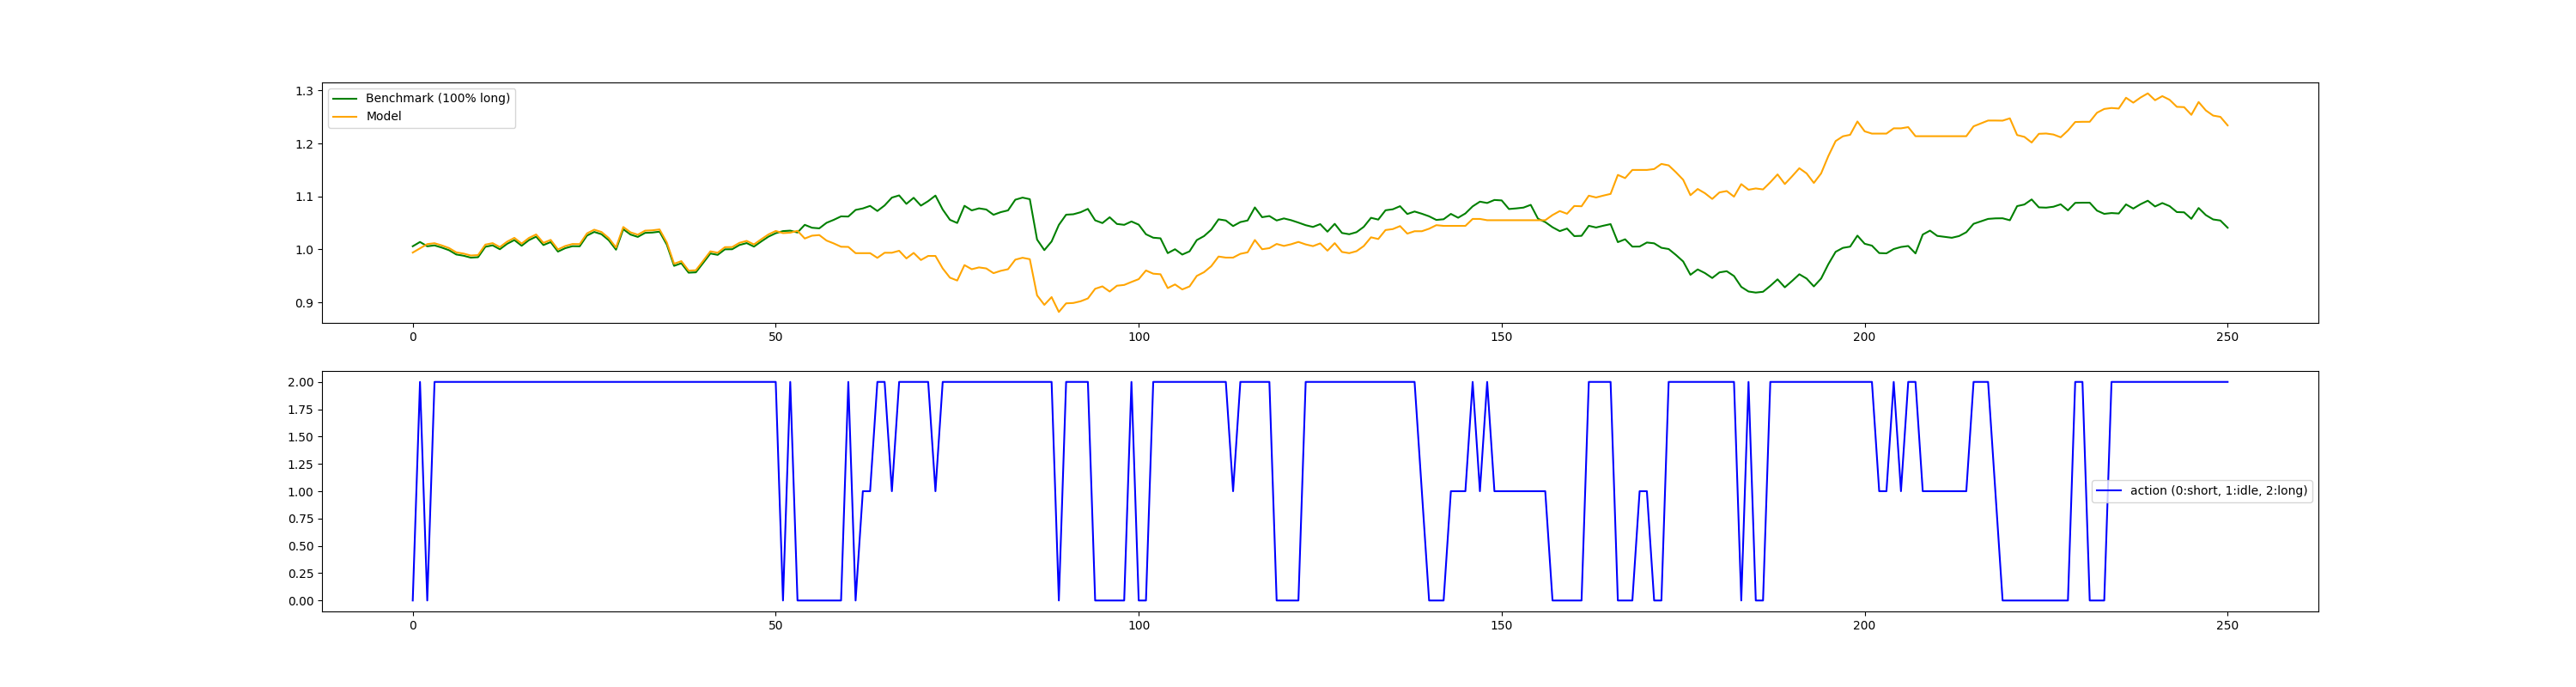 1.3
1.2
1.1
1.0
0.9
Benchmark (100% long)
Model
0 50 100 150 200 250
2.00
1.75
1.50
1.25
1.00
0.75
0.50
0.25
0.00
action (0:short, 1:idle, 2:long)
0 50 100 150 200 250